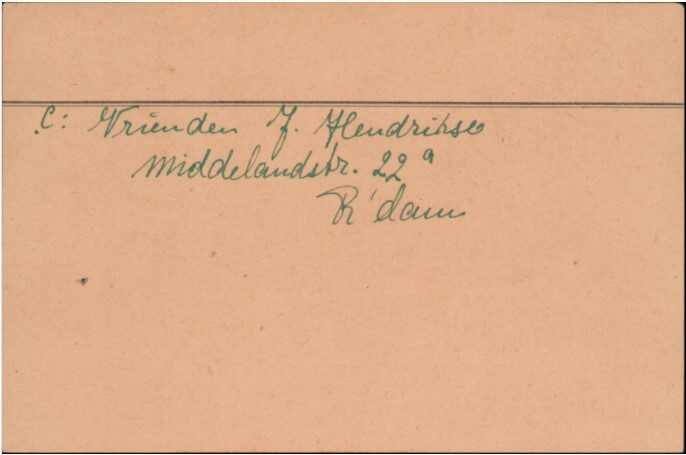 C: Vrienden J. Hendrikse
Middelandstr. 22a
R'dam